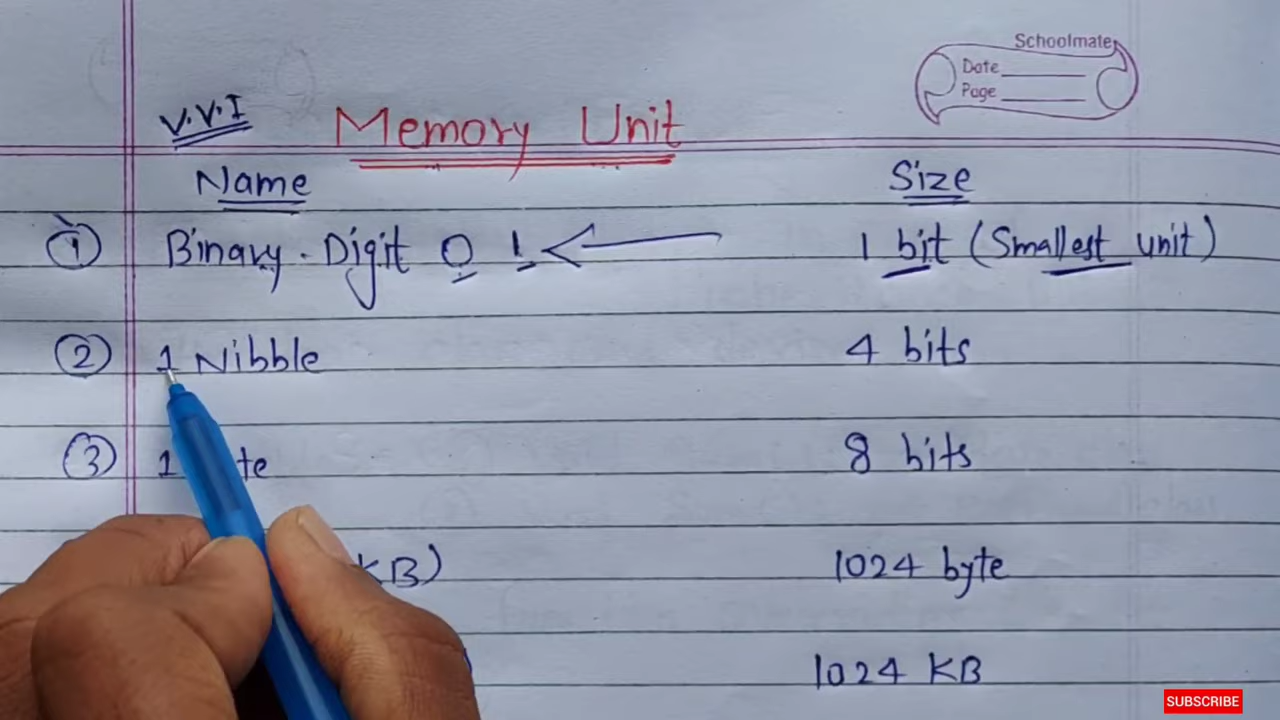 Schoolmate
Date
Page
V.V.I Memory Unit
Name Size
1 Binary. Digit 0 1 1 bit (Smallest unit)
2 1 Nibble 4 bits
3 1 8 bits
KB) 1024 byte
1024 KB
SUBSCRIBE